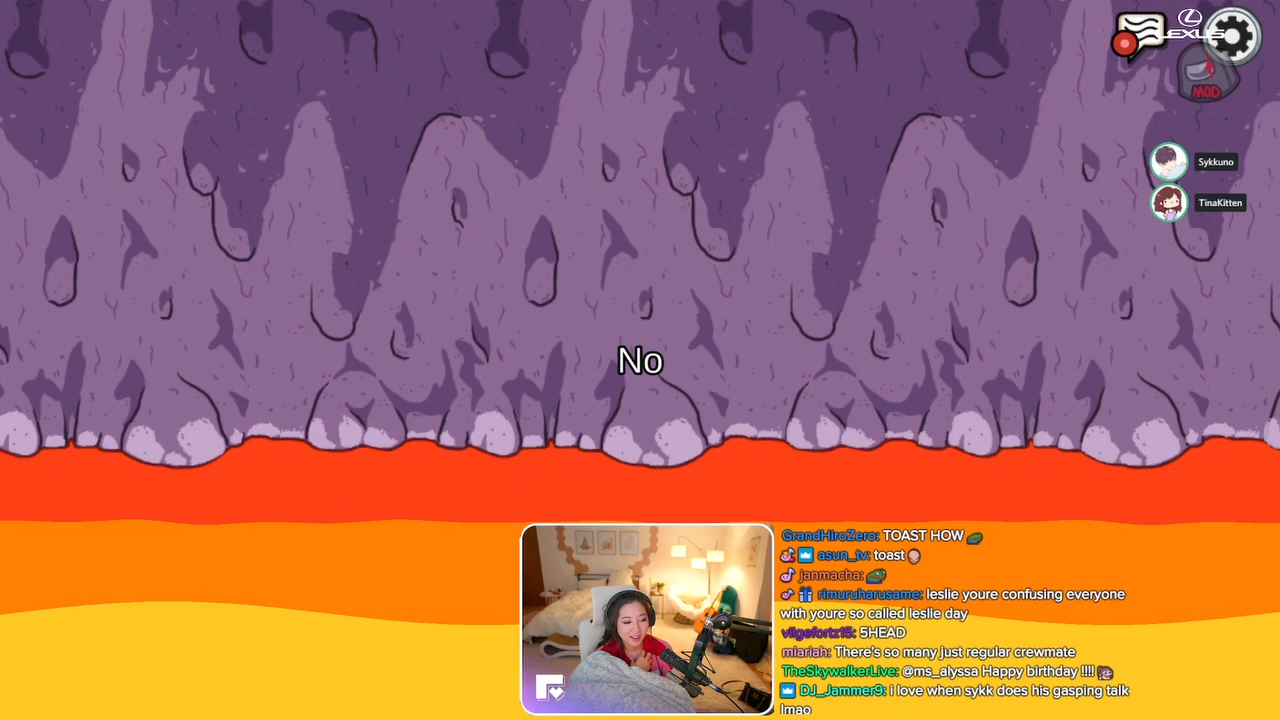 LEXUS
MOD
Sykkuno
TinaKitten
No
GrandHiroZero: TOAST HOW
asun_tv: toast
janmacha:
rimuruharusame: leslie youre confusing everyone
with youre so called leslie day
vilgefortz15: 5HEAD
miariah: There's so many just regular crewmate
TheSkywalkerLive: @ms_alyssa Happy birthday !!!!
DJ_Jammer9: i love when sykk does his gasping talk
lmao